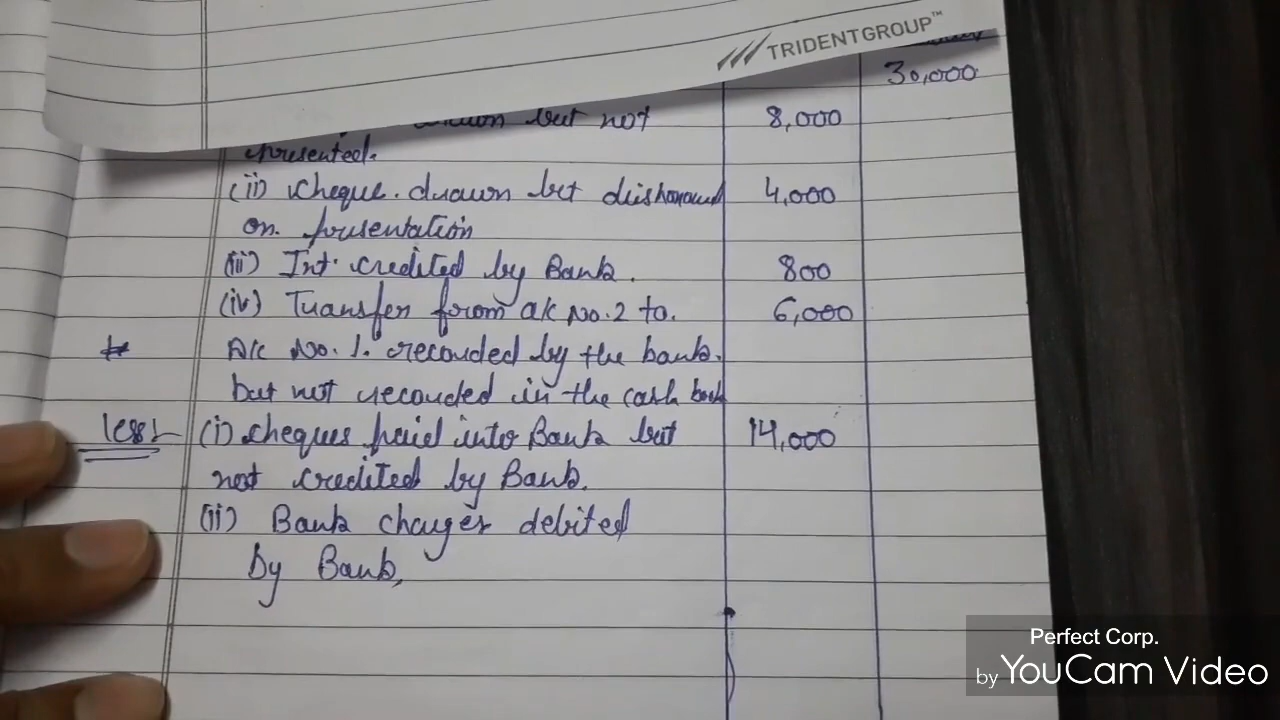 TRIDENTGROUP™
30,000
drawn but not 8,000
presented.
(ii) Cheque. drawn but dishonoured 4,000
on. presentation
(iii) Int. credited by Bank. 800
(iv) Transfer from a/c No.2 to. 6,000
A/c No. 1. recorded by the bank.
but not recorded in the cash book
less (i) cheques paid into Bank but 14,000
not credited by Bank.
(ii) Bank charges debited
By Bank,
Perfect Corp.
by YouCam Video